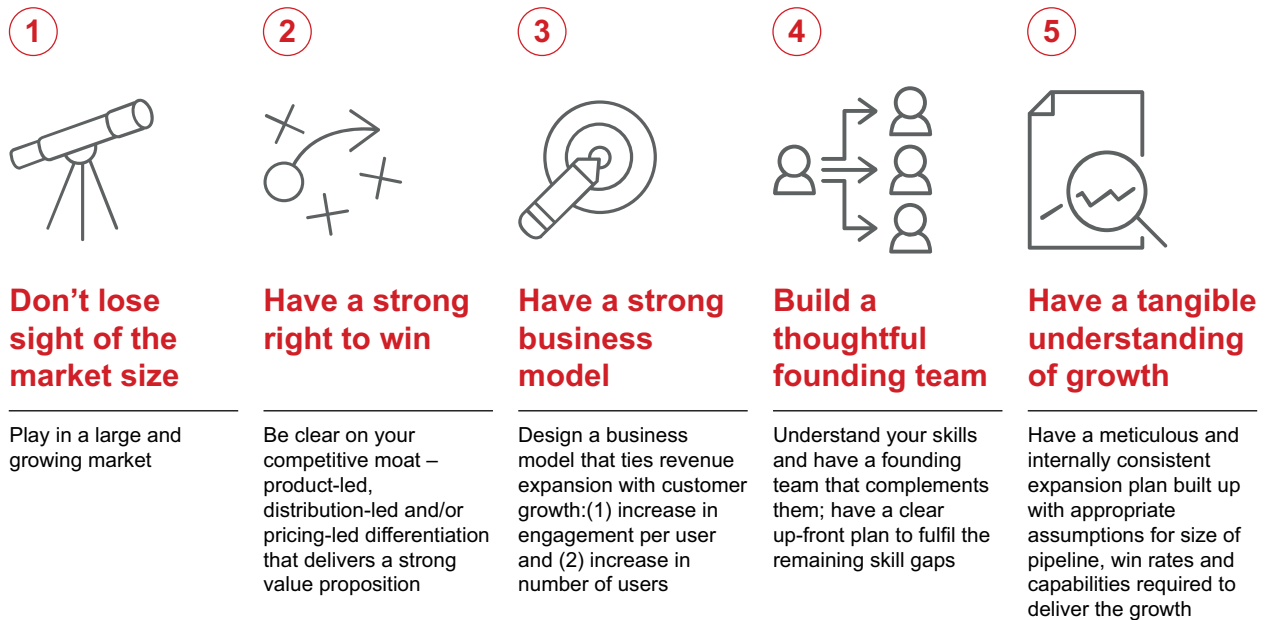 1
Don’t lose
sight of the
market size
Play in a large and
growing market
2
Have a strong
right to win
Be clear on your
competitive moat –
product-led,
distribution-led and/or
pricing-led differentiation
that delivers a strong
value proposition
3
Have a strong
business
model
Design a business
model that ties revenue
expansion with customer
growth:(1) increase in
engagement per user
and (2) increase in
number of users
4
Build a
thoughtful
founding team
Understand your skills
and have a founding
team that complements
them; have a clear
up-front plan to fulfil the
remaining skill gaps
5
Have a tangible
understanding
of growth
Have a meticulous and
internally consistent
expansion plan built up
with appropriate
assumptions for size of
pipeline, win rates and
capabilities required to
deliver the growth